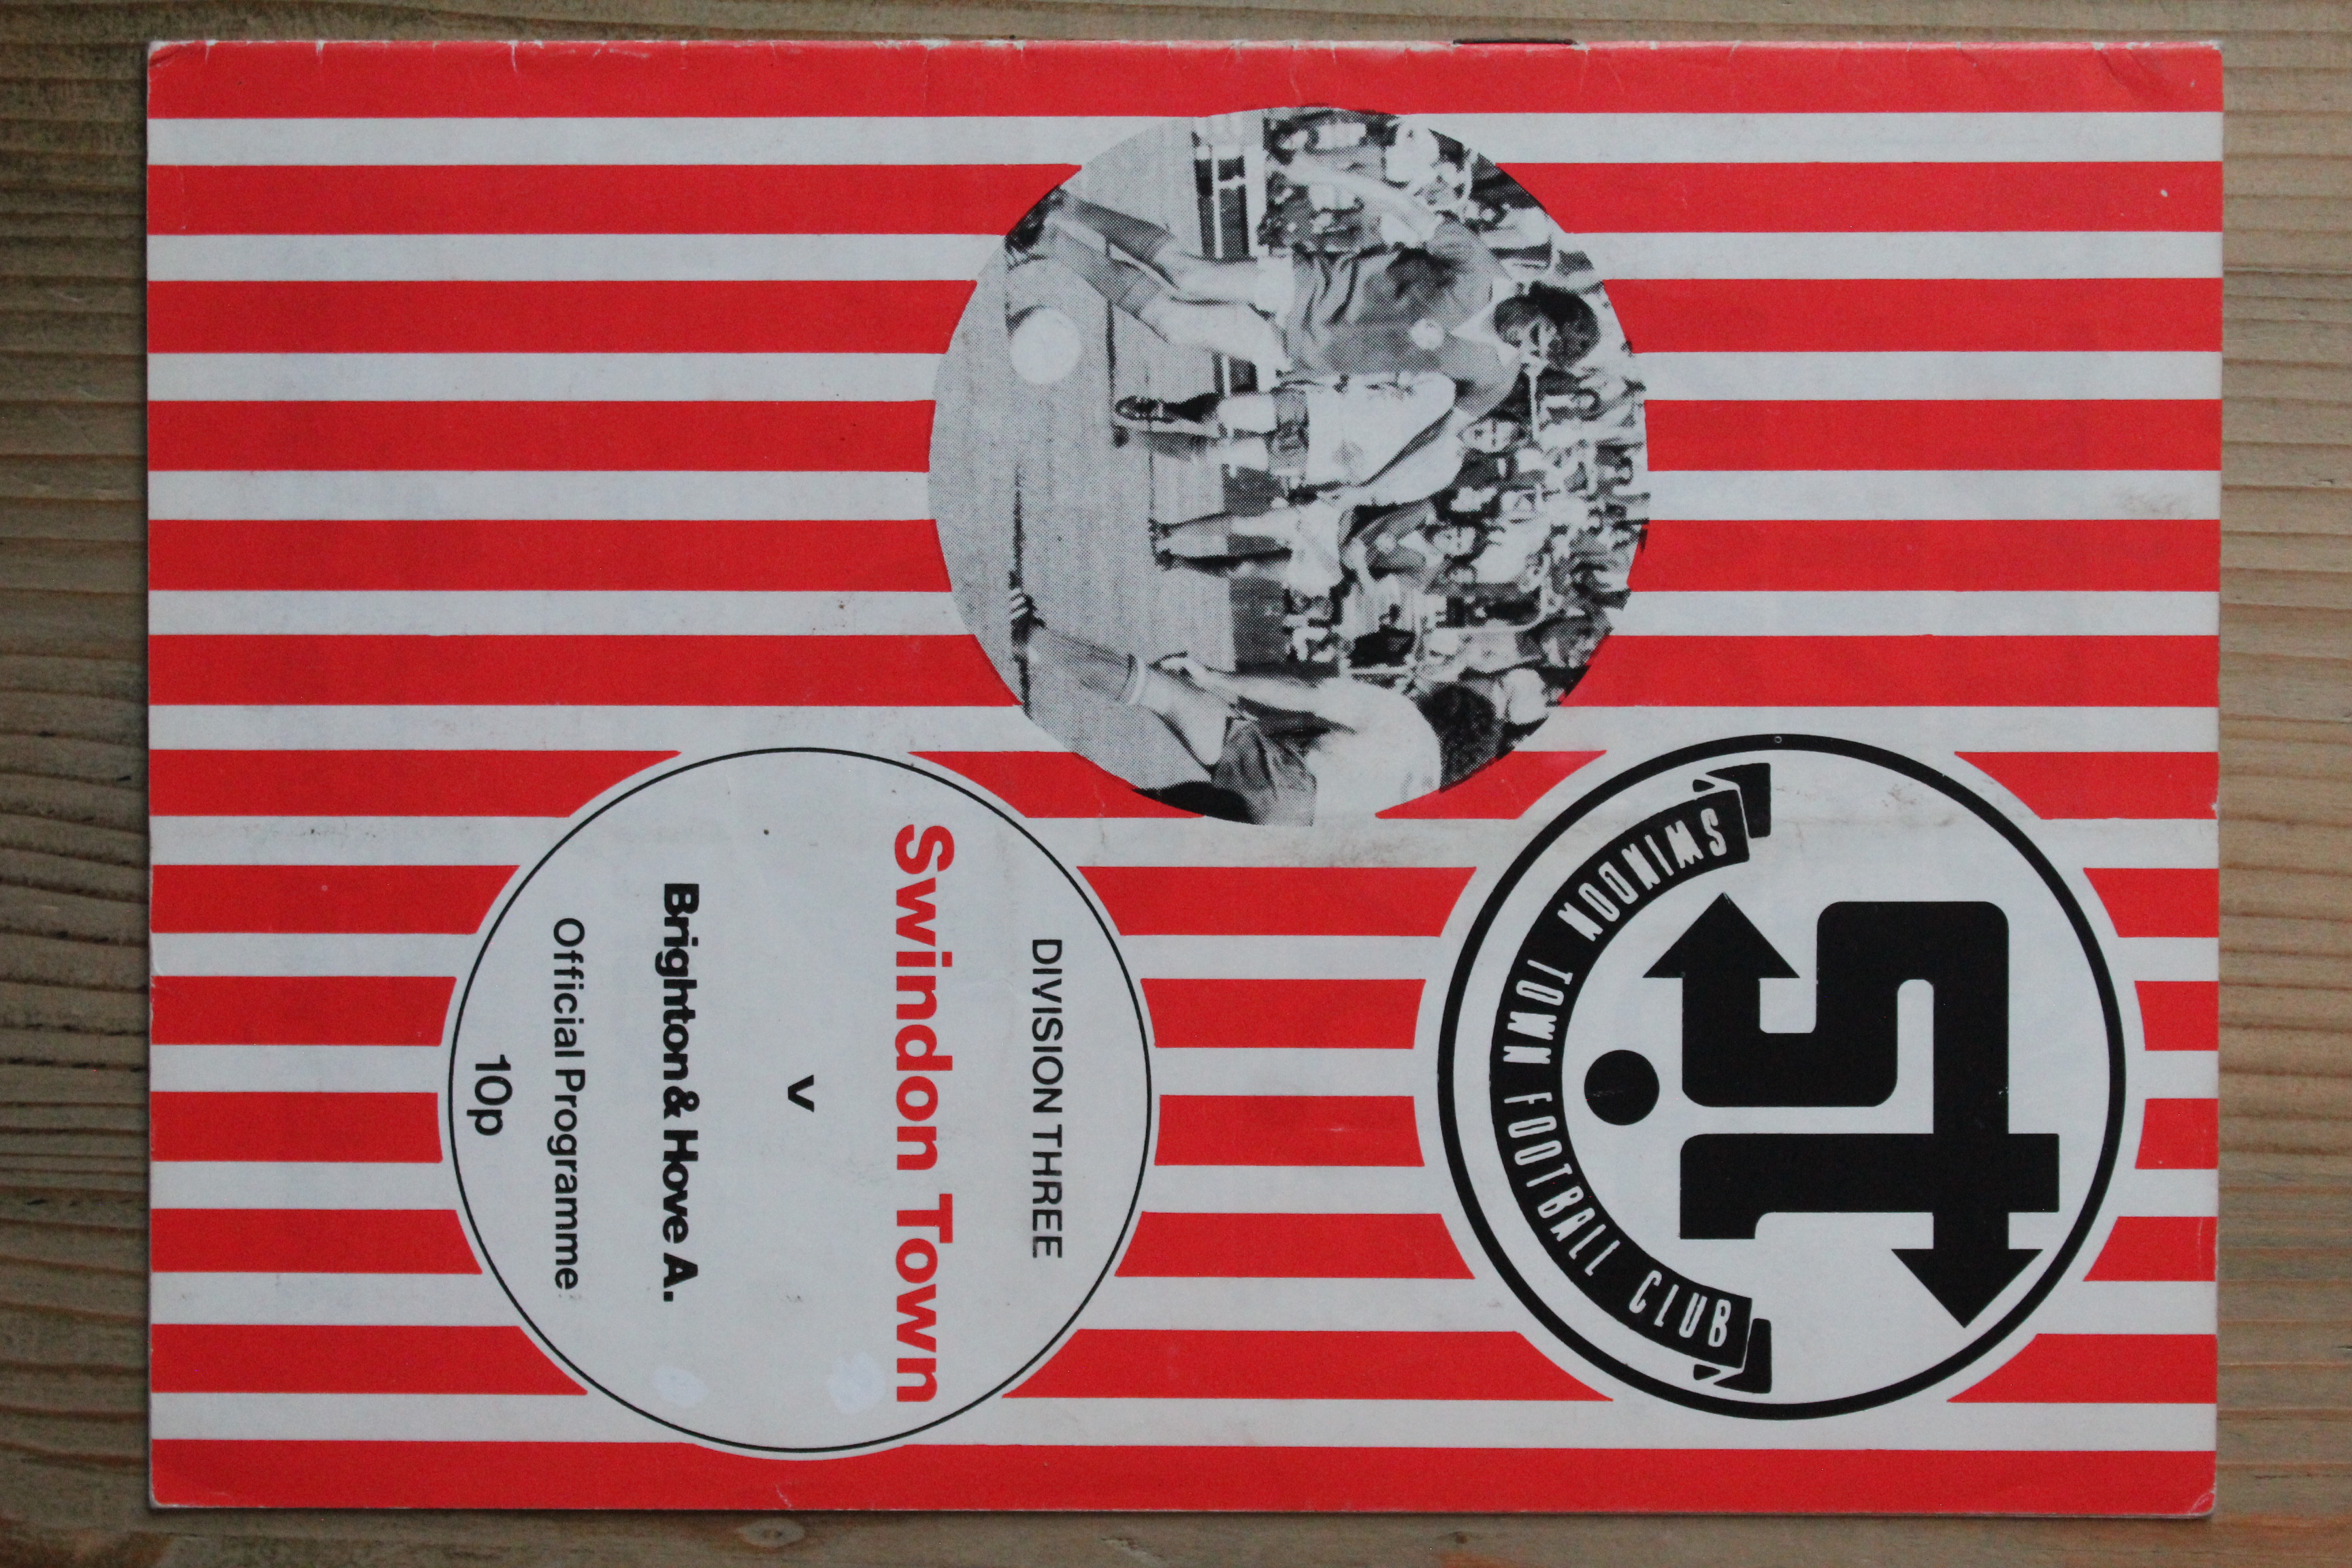 SWINDON TOWN FOOTBALL CLUB
DIVISION THREE
Swindon Town
v
Brighton & Hove A.
Official Programme
10p